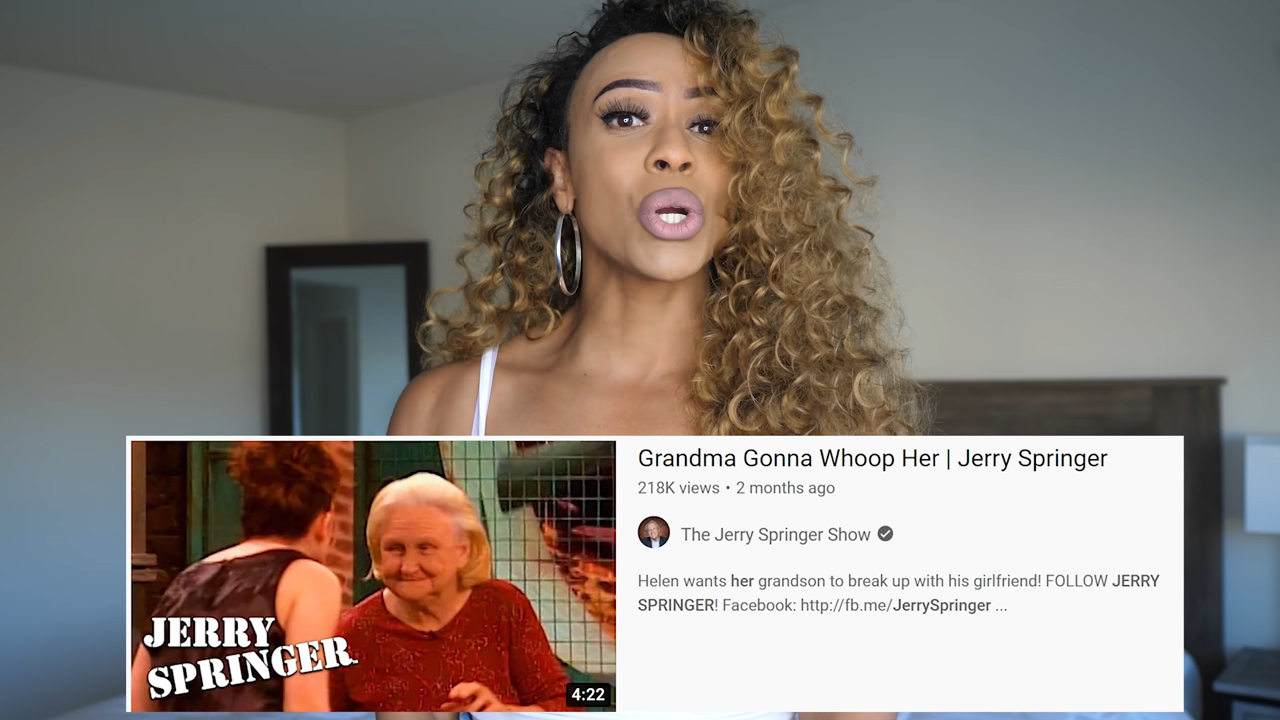 Grandma Gonna Whoop Her | Jerry Springer
218K views • 2 months ago
The Jerry Springer Show
Helen wants her grandson to break up with his girlfriend! FOLLOW JERRY
SPRINGER! Facebook: http://fb.me/JerrySpringer ...
JERRY
SPRINGER
4:22